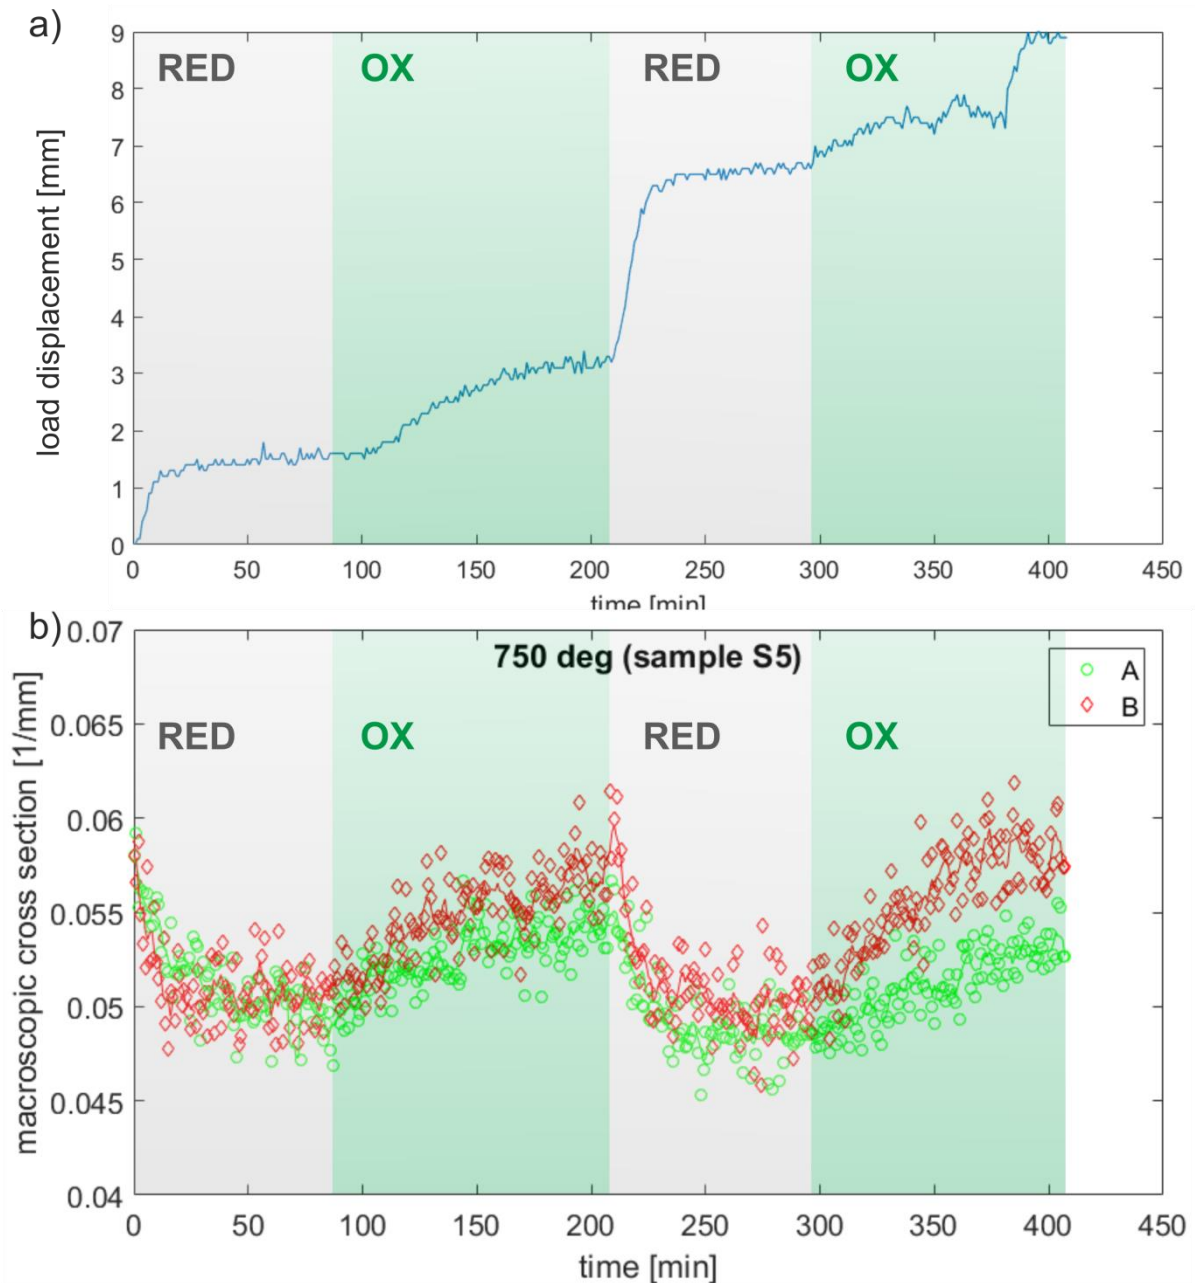 a)
RED OX RED OX
load displacement [mm]
9
8
7
6
5
4
3
2
1
0
0 50 100 150 200 250 300 350 400 450
time [min]
b)
750 deg (sample S5)
A
B
RED OX RED OX
macroscopic cross section [1/mm]
0.07
0.065
0.06
0.055
0.05
0.045
0.04
0 50 100 150 200 250 300 350 400 450
time [min]